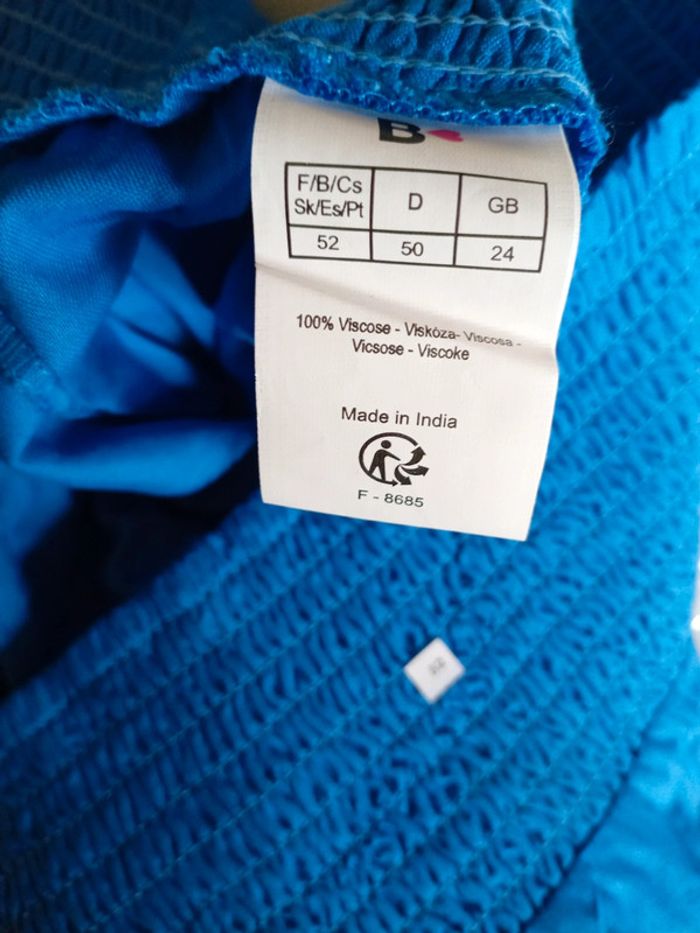 B
F/B/Cs Sk/Es/Pt D GB
52 50 24
100% Viscose - Viskóza- Viscosa -
Vicsose - Viscoke
Made in India
F - 8685